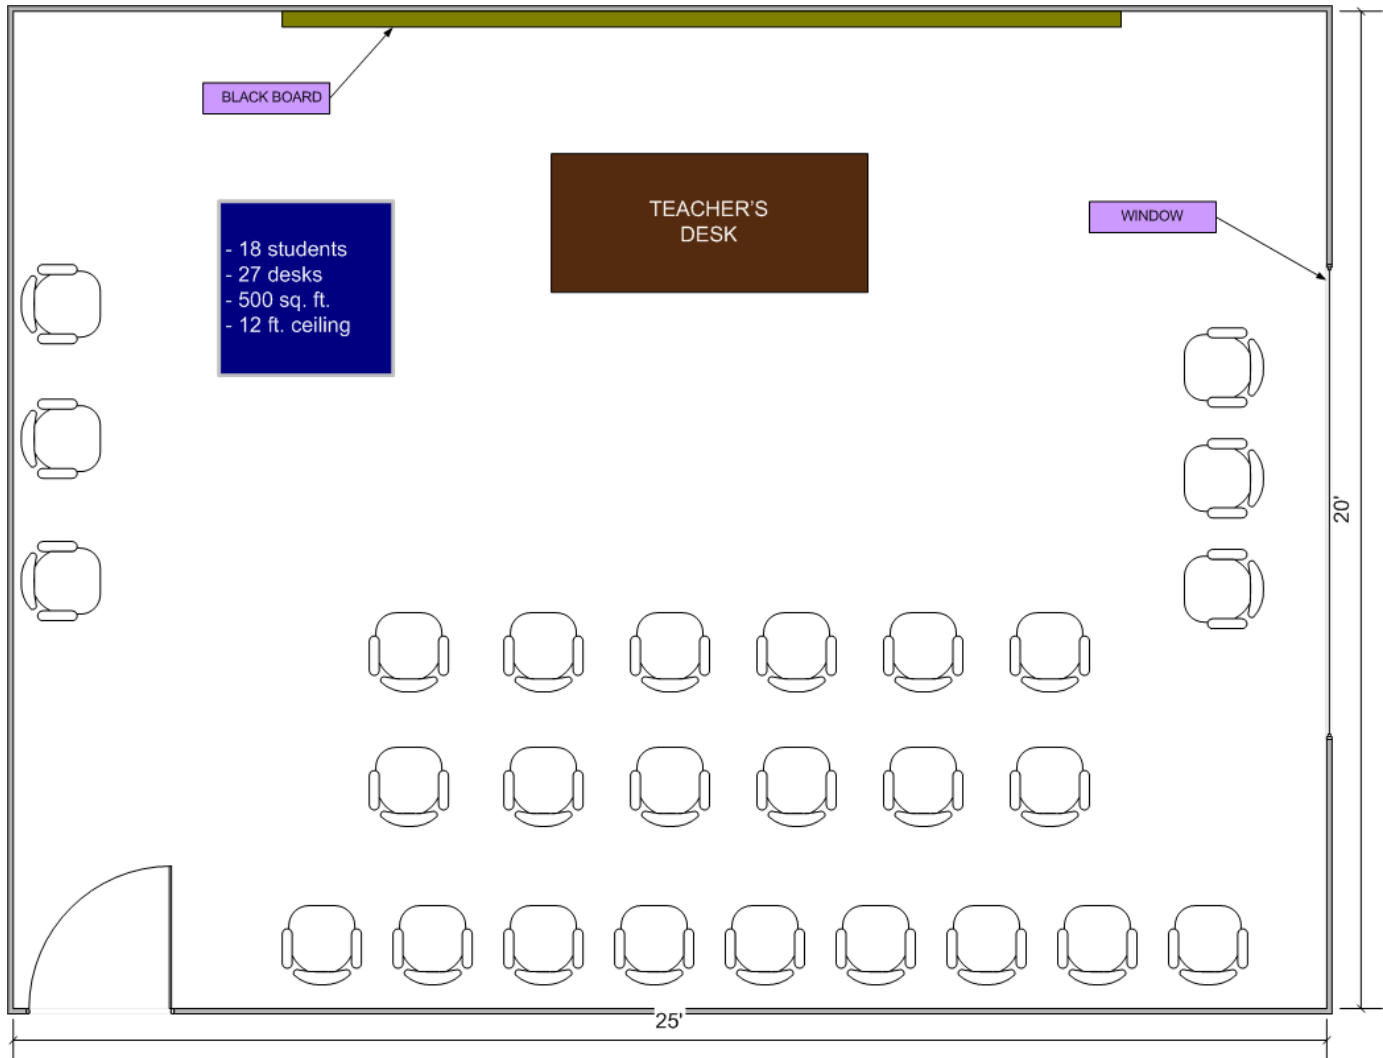 BLACK BOARD
TEACHER'S
DESK
WINDOW
- 18 students
- 27 desks
- 500 sq. ft.
- 12 ft. ceiling
20'
25'